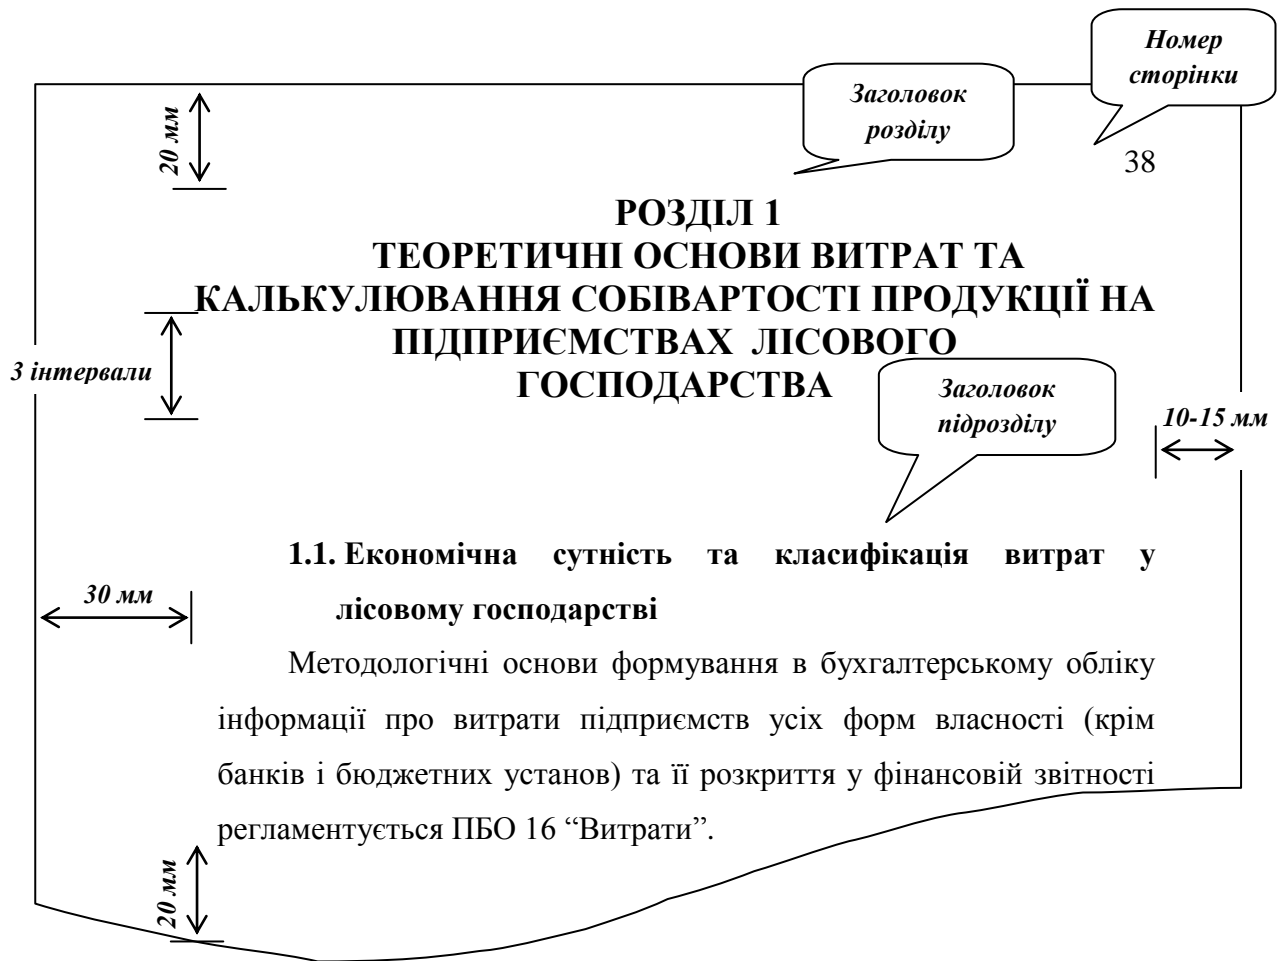 Номер
сторінки
Заголовок
розділу
20 мм
38
РОЗДІЛ 1
ТЕОРЕТИЧНІ ОСНОВИ ВИТРАТ ТА
КАЛЬКУЛЮВАННЯ СОБІВАРТОСТІ ПРОДУКЦІЇ НА
ПІДПРИЄМСТВАХ ЛІСОВОГО
ГОСПОДАРСТВА
3 інтервали
Заголовок
підрозділу
10-15 мм
1.1. Економічна сутність та класифікація витрат у
лісовому господарстві
30 мм
Методологічні основи формування в бухгалтерському обліку
інформації про витрати підприємств усіх форм власності (крім
банків і бюджетних установ) та її розкриття у фінансовій звітності
регламентується ПБО 16 “Витрати”.
20 мм